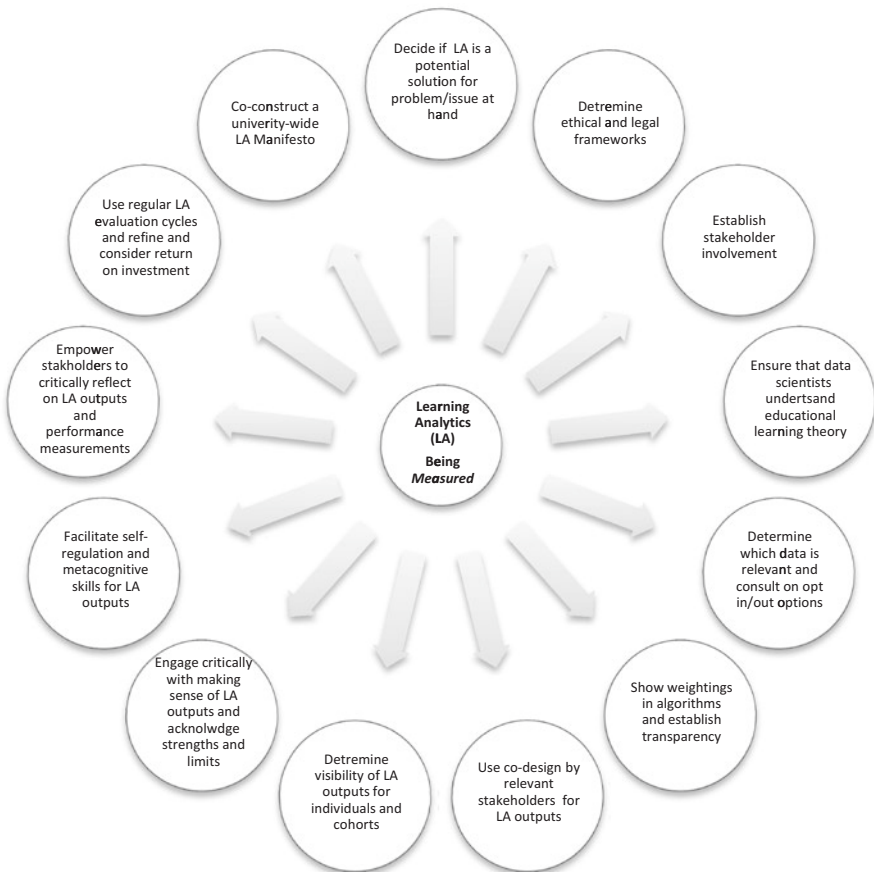 Decide if LA is a
potential
solution for
problem/issue at
hand
Detremine
ethical and legal
frameworks
Establish
stakeholder
involvement
Ensure that data
scientists
undertsand
educational
learning theory
Determine
which data is
relevant and
consult on opt
in/out options
Show weightings
in algorithms
and establish
transparency
Use co-design by
relevant
stakeholders for
LA outputs
Detremine
visibility of LA
outputs for
individuals and
cohorts
Engage critically
with making
sense of LA
outputs and
acknolwdge
strengths and
limits
Facilitate self-
regulation and
metacognitive
skills for LA
outputs
Empower
stakholders to
critically reflect
on LA outputs
and
performance
measurements
Use regular LA
evaluation cycles
and refine and
consider return
on investment
Co-construct a
univerity-wide
LA Manifesto
Learning
Analytics
(LA)
Being
Measured